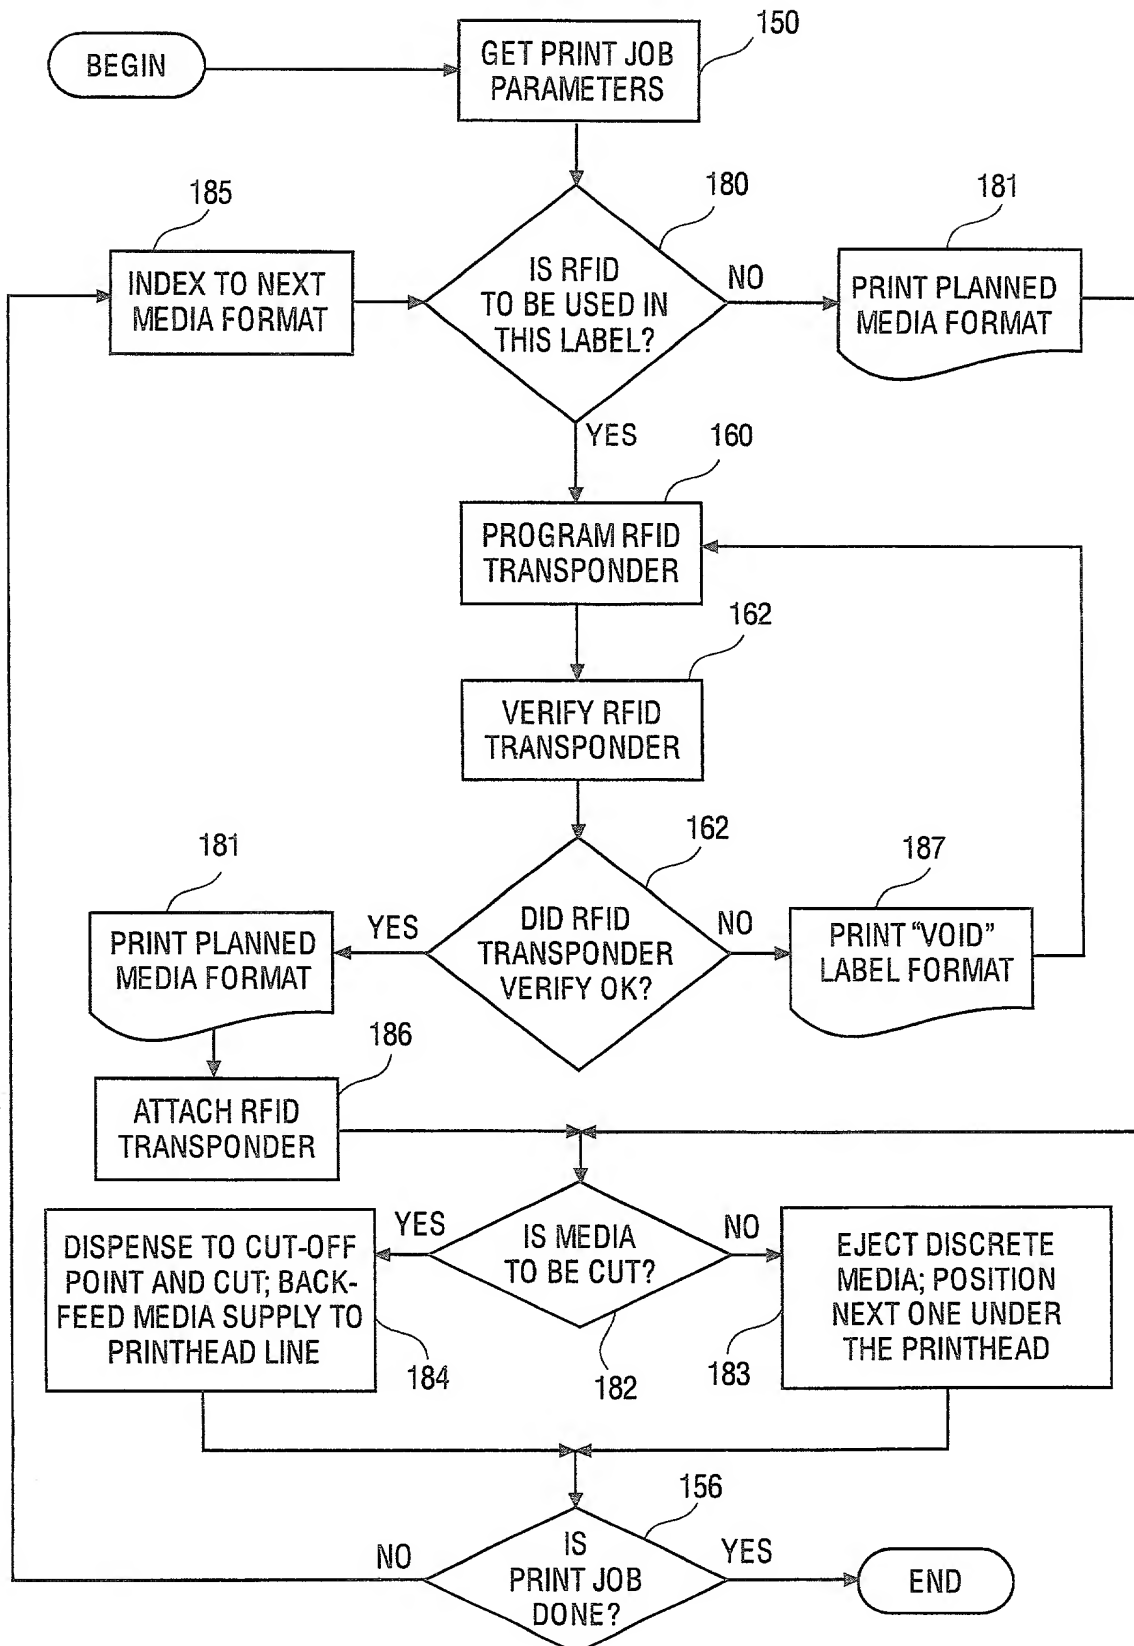 150
BEGIN
GET PRINT JOB
PARAMETERS
185
180
181
INDEX TO NEXT
MEDIA FORMAT
IS RFID
TO BE USED IN
THIS LABEL?
NO
PRINT PLANNED
MEDIA FORMAT
YES
160
PROGRAM RFID
TRANSPONDER
162
VERIFY RFID
TRANSPONDER
181
162
187
PRINT PLANNED
MEDIA FORMAT
YES
DID RFID
TRANSPONDER
VERIFY OK?
NO
PRINT “VOID”
LABEL FORMAT
186
ATTACH RFID
TRANSPONDER
DISPENSE TO CUT-OFF
POINT AND CUT; BACK-
FEED MEDIA SUPPLY TO
PRINTHEAD LINE
YES
IS MEDIA
TO BE CUT?
NO
EJECT DISCRETE
MEDIA; POSITION
NEXT ONE UNDER
THE PRINTHEAD
184
182
183
156
NO
IS
PRINT JOB
DONE?
YES
END